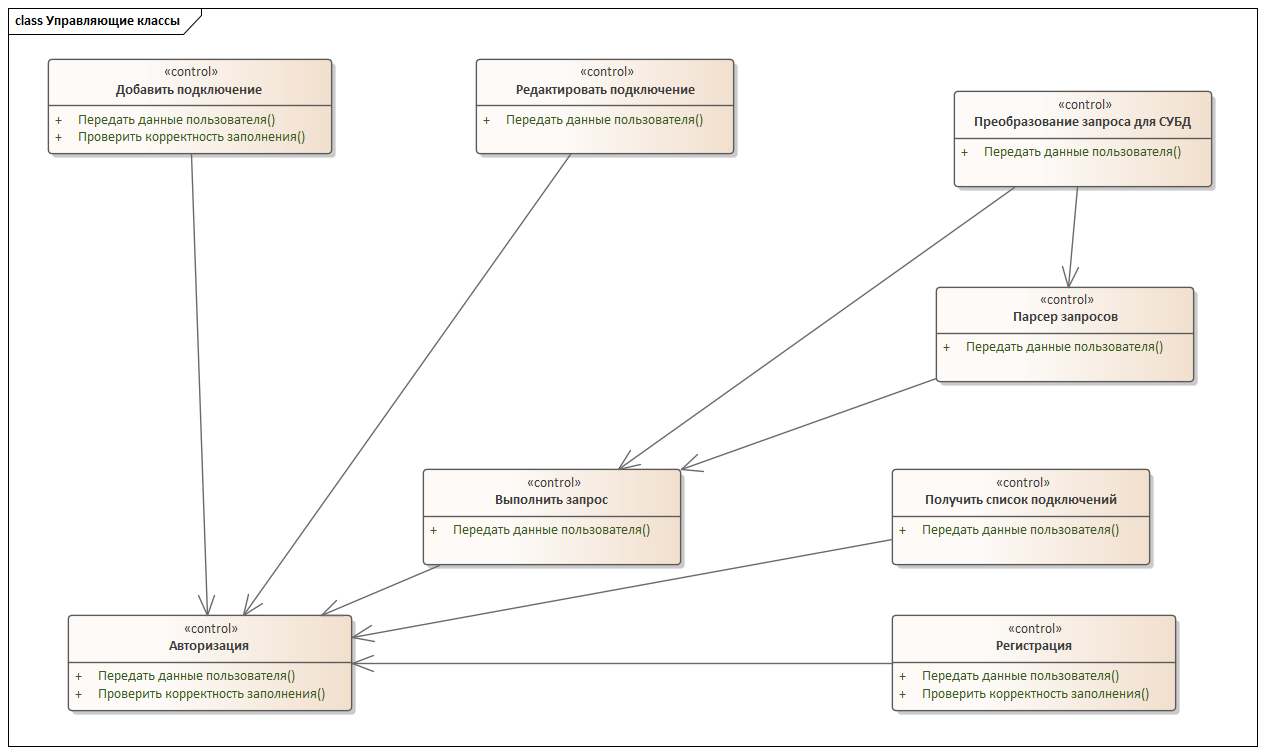 class Управляющие классы
«control»
Добавить подключение
+ Передать данные пользователя()
+ Проверить корректность заполнения()
«control»
Редактировать подключение
+ Передать данные пользователя()
«control»
Преобразование запроса для СУБД
+ Передать данные пользователя()
«control»
Парсер запросов
+ Передать данные пользователя()
«control»
Выполнить запрос
+ Передать данные пользователя()
«control»
Получить список подключений
+ Передать данные пользователя()
«control»
Авторизация
+ Передать данные пользователя()
+ Проверить корректность заполнения()
«control»
Регистрация
+ Передать данные пользователя()
+ Проверить корректность заполнения()